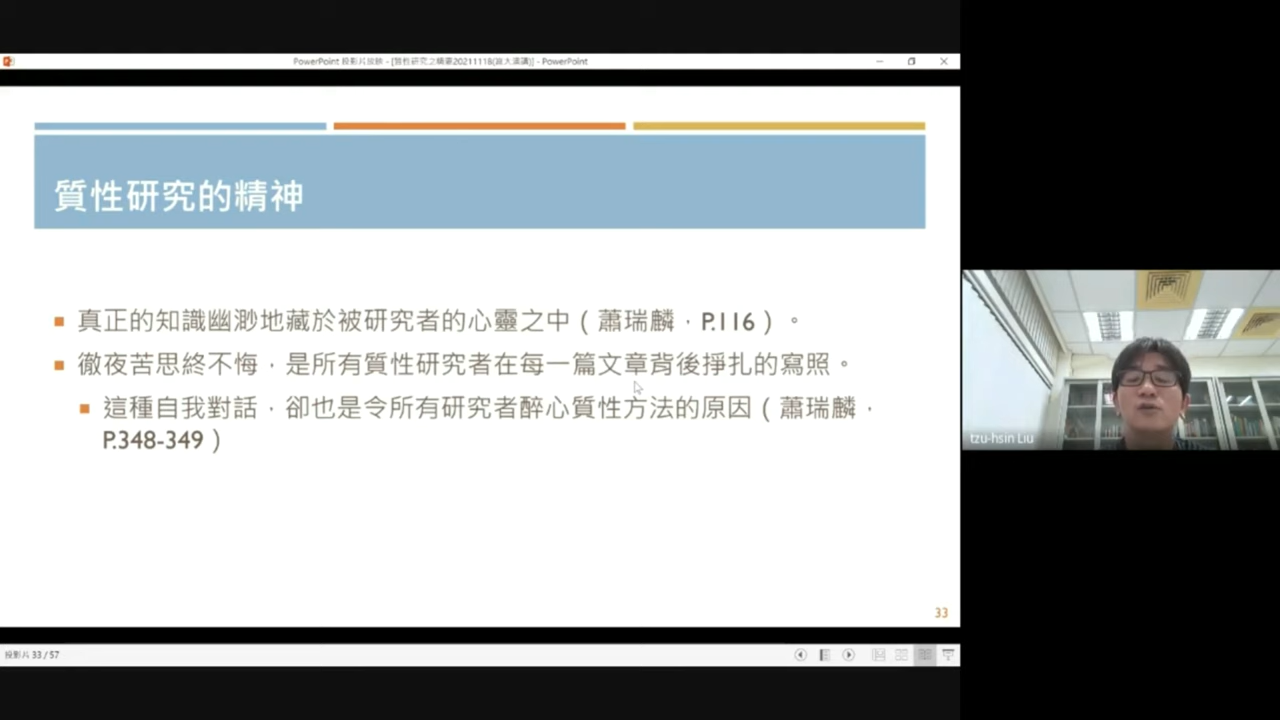 PowerPoint 投影片放映 - [質性研究之精要20211118(資大演講)] - PowerPoint
質性研究的精神
真正的知識幽渺地藏於被研究者的心靈之中（蕭瑞麟，P.116）。
徹夜苦思終不悔，是所有質性研究者在每一篇文章背後掙扎的寫照。
這種自我對話，卻也是令所有研究者醉心質性方法的原因（蕭瑞麟，
P.348-349）
33
投影片 33 / 57
tzu-hsin Liu